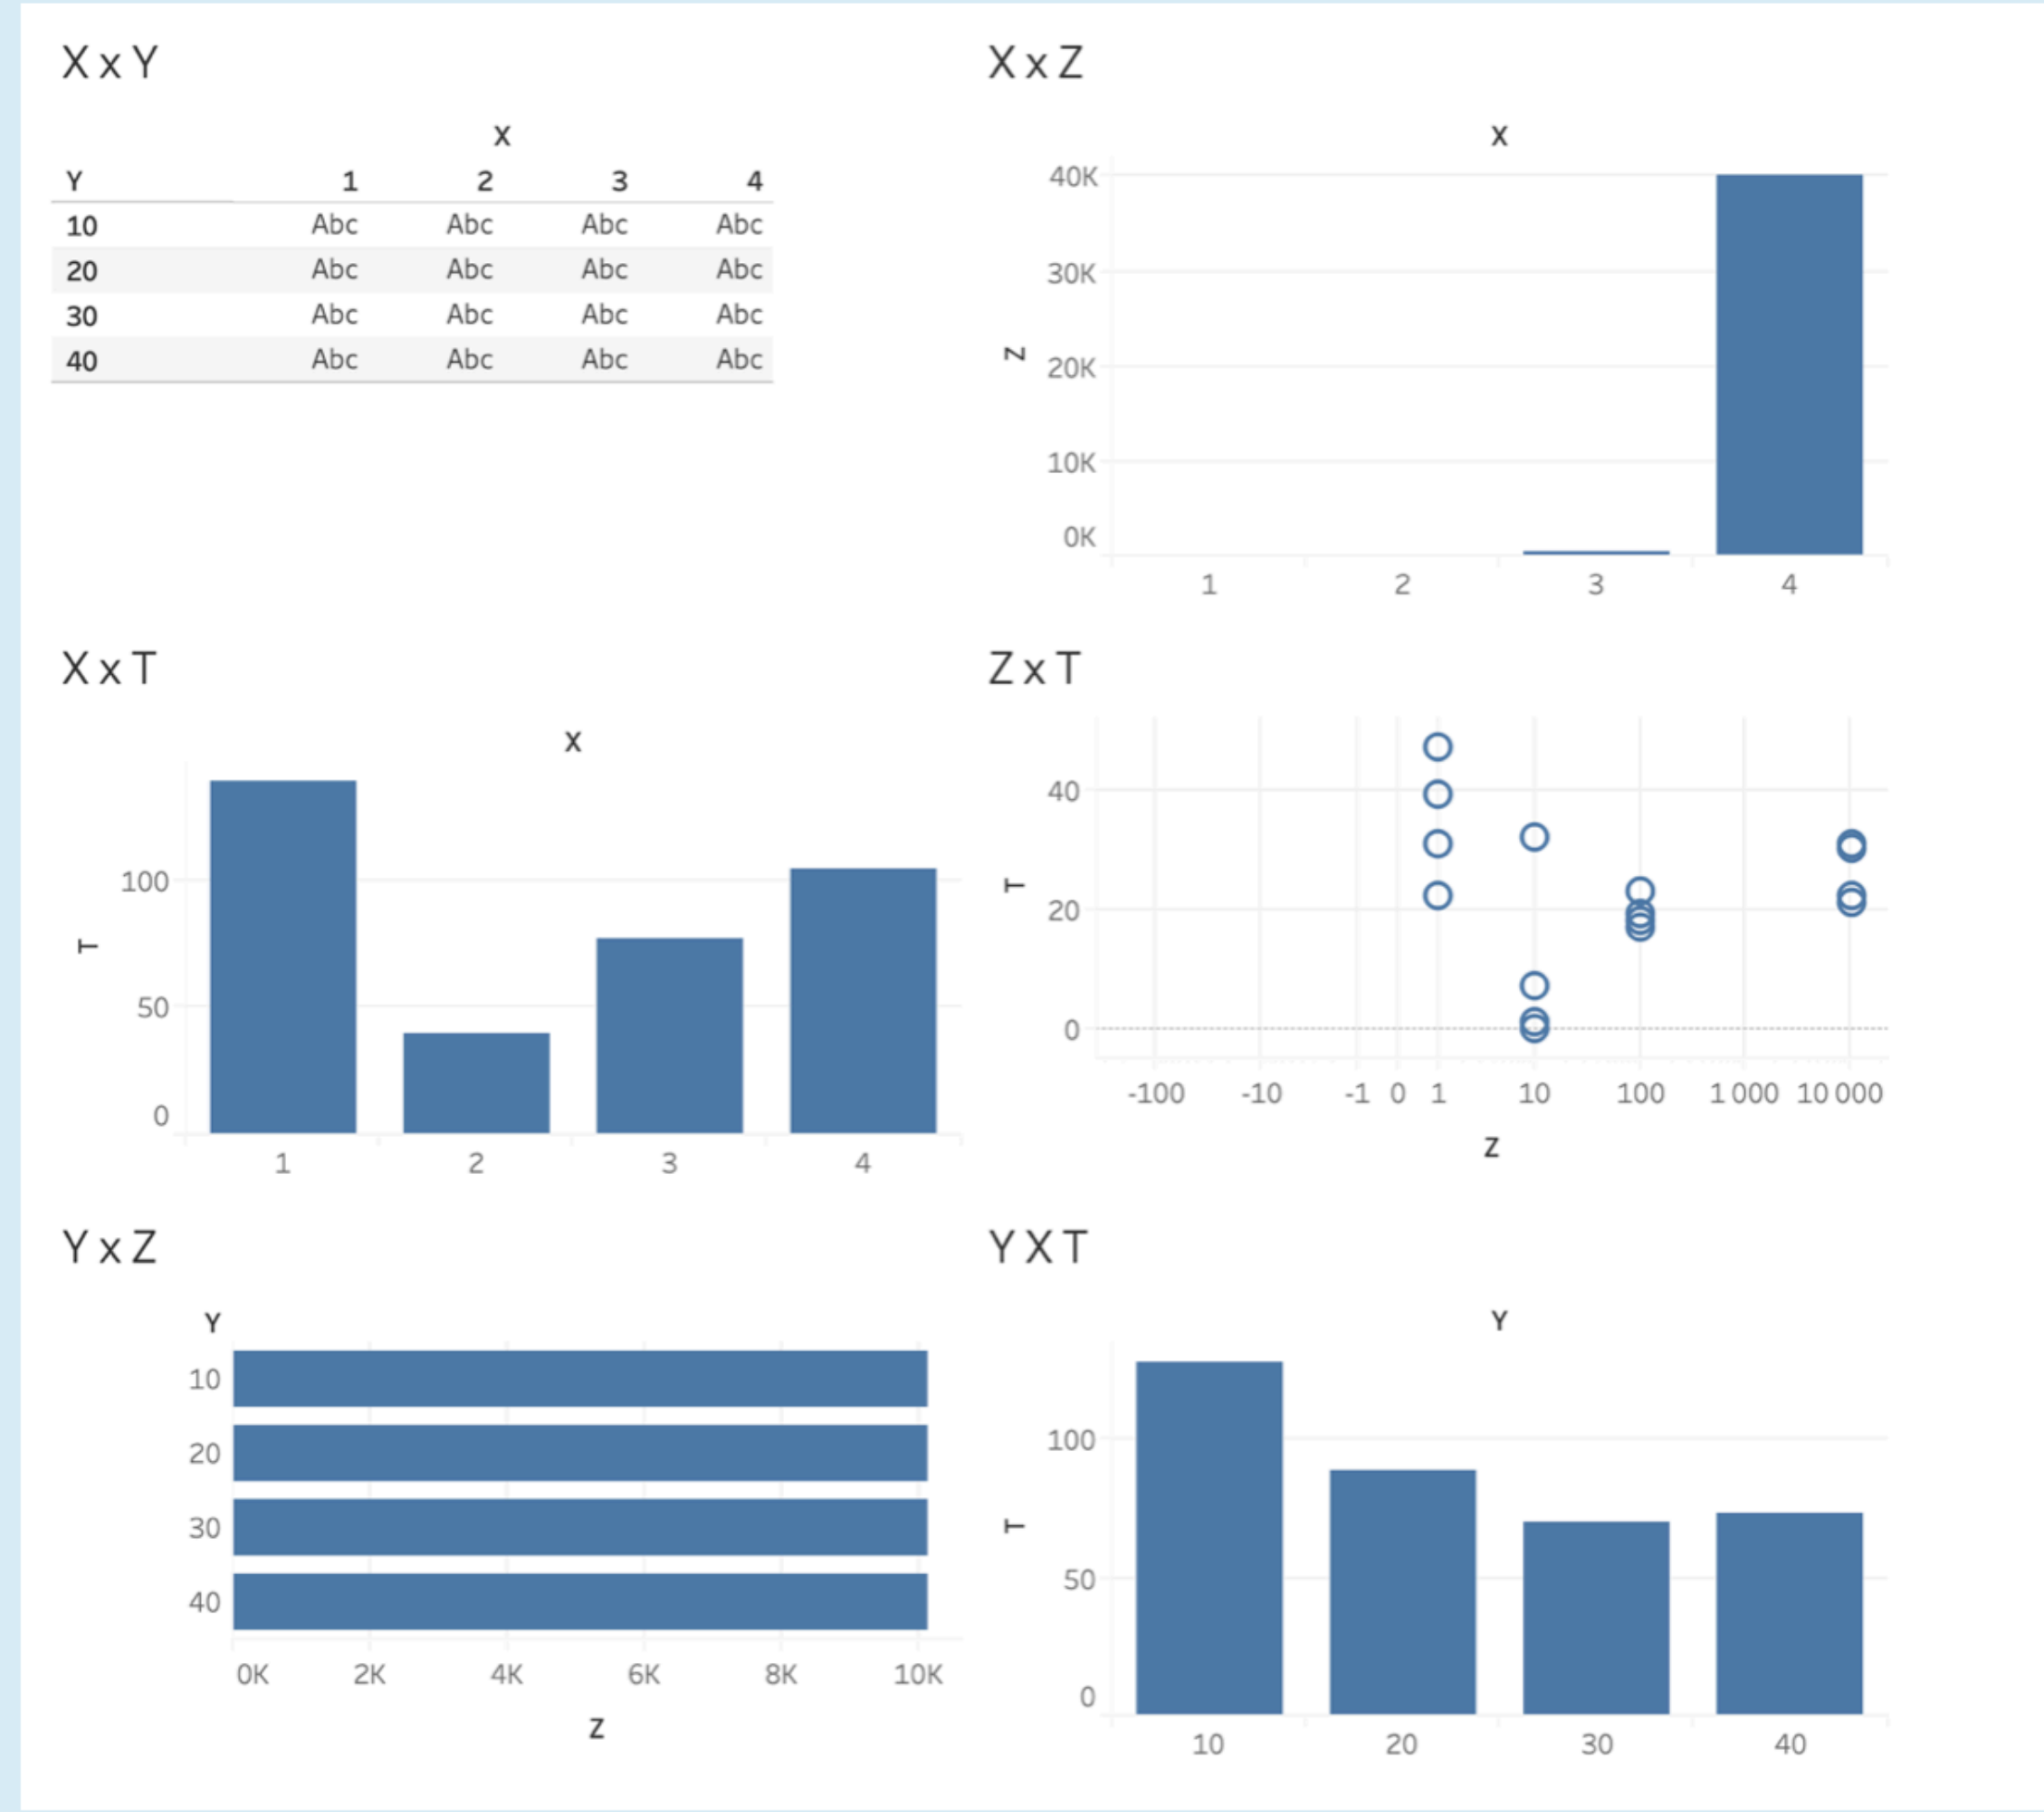 X x Y
X
Y 1 2 3 4
10 Abc Abc Abc Abc
20 Abc Abc Abc Abc
30 Abc Abc Abc Abc
40 Abc Abc Abc Abc
X x Z
X
40K
30K
20K
10K
0K
Z
1 2 3 4
X x T
X
100
50
0
T
1 2 3 4
Z x T
40
20
0
T
-100 -10 -1 0 1 10 100 1 000 10 000
Z
Y x Z
Y
10
20
30
40
0K 2K 4K 6K 8K 10K
Z
Y X T
Y
100
50
0
T
10 20 30 40